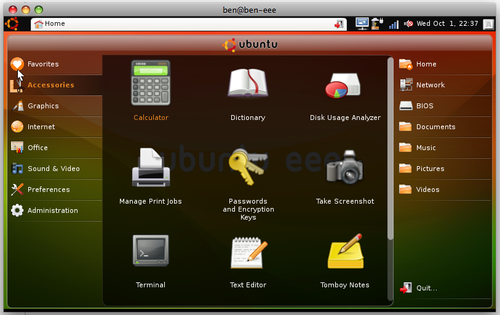 ben@ben-eee
Home
Wed Oct 1, 22:37
ubuntu
Favorites
Accessories
Graphics
Internet
Office
Sound & Video
Preferences
Administration
Calculator
Dictionary
Disk Usage Analyzer
Manage Print Jobs
Passwords
and Encryption
Keys
Take Screenshot
Terminal
Text Editor
Tomboy Notes
ubuntu eee
Home
Network
BIOS
Documents
Music
Pictures
Videos
Quit...